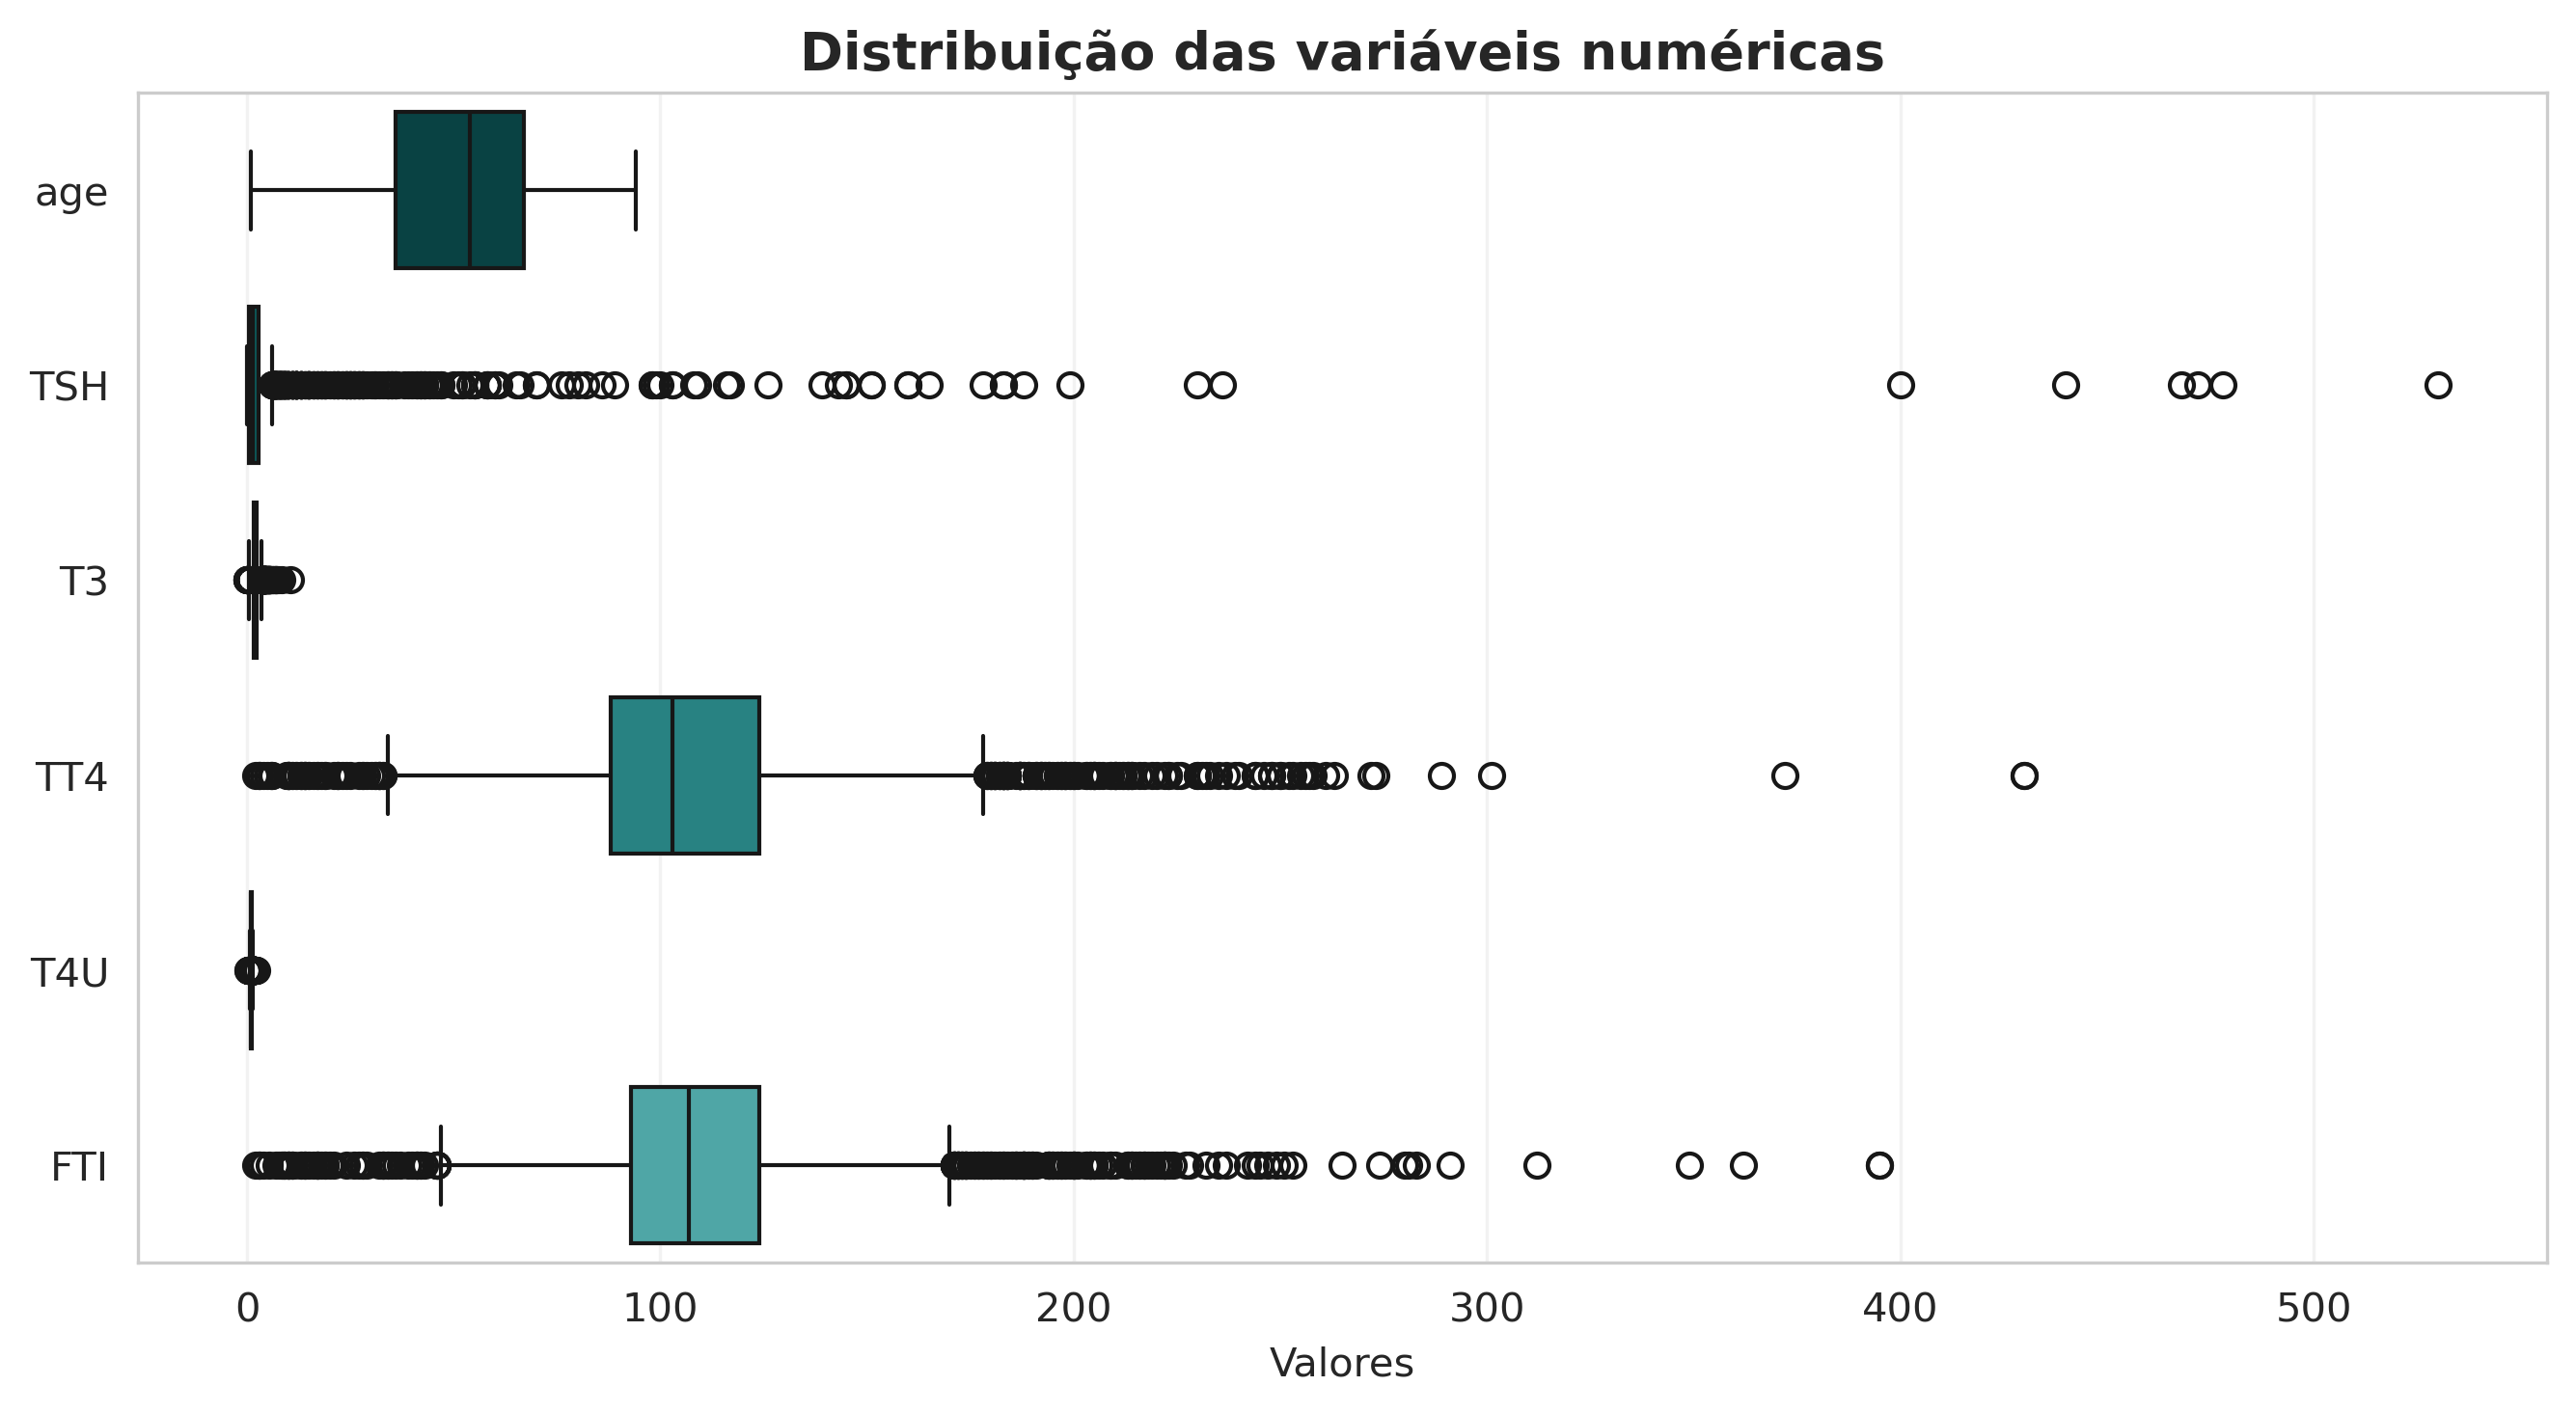 Distribuição das variáveis numéricas
age
TSH
T3
TT4
T4U
FTI
0 100 200 300 400 500
Valores